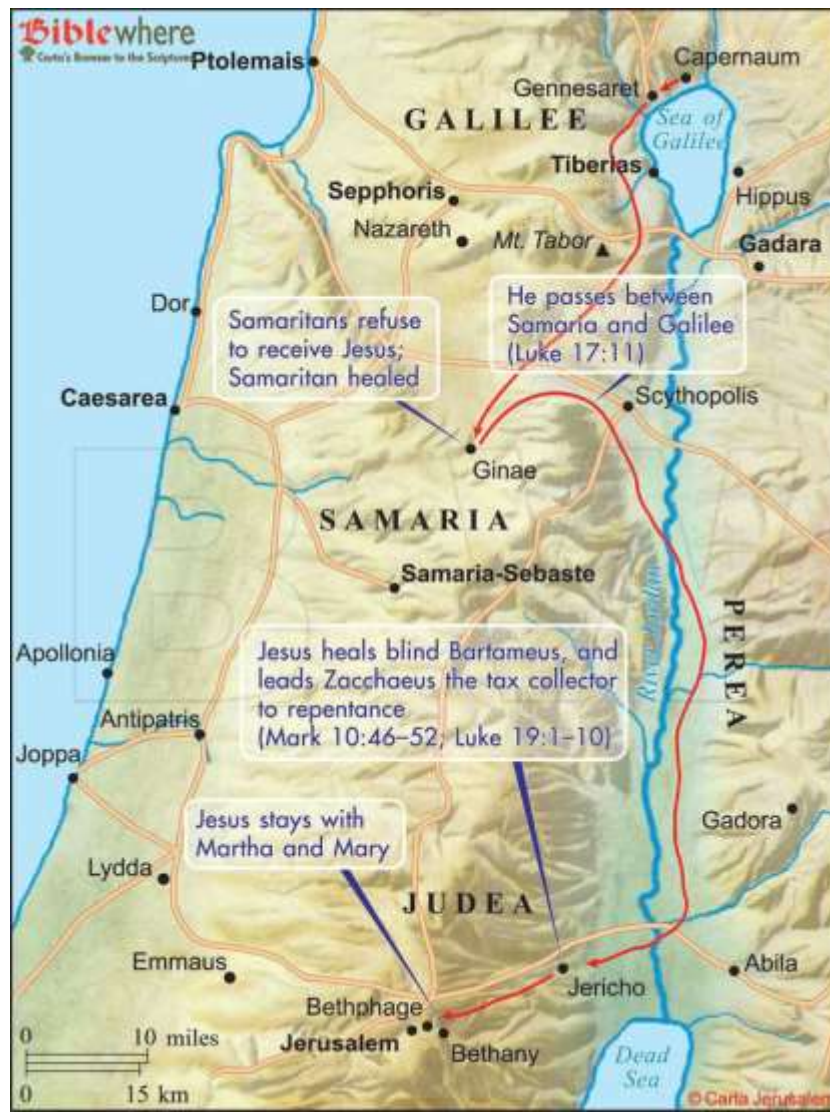 Biblewhere
Carta's Browser to the Scriptures
Ptolemais
Capernaum
Gennesaret
GALILEE
Sea of
Galilee
Tiberias
Sepphoris
Hippus
Nazareth
Mt. Tabor
Gadara
Dor
Samaritans refuse
to receive Jesus;
Samaritan healed
He passes between
Samaria and Galilee
(Luke 17:11)
Caesarea
Scythopolis
Ginae
SAMARIA
Samaria-Sebaste
River Jordan
PEREA
Apollonia
Jesus heals blind Bartameus, and
leads Zacchaeus the tax collector
to repentance
(Mark 10:46–52; Luke 19:1–10)
Antipatris
Joppa
Jesus stays with
Martha and Mary
Gadora
Lydda
JUDEA
Emmaus
Abila
Jericho
Bethphage
Jerusalem
Bethany
0 10 miles
0 15 km
Dead
Sea
© Carta Jerusalem